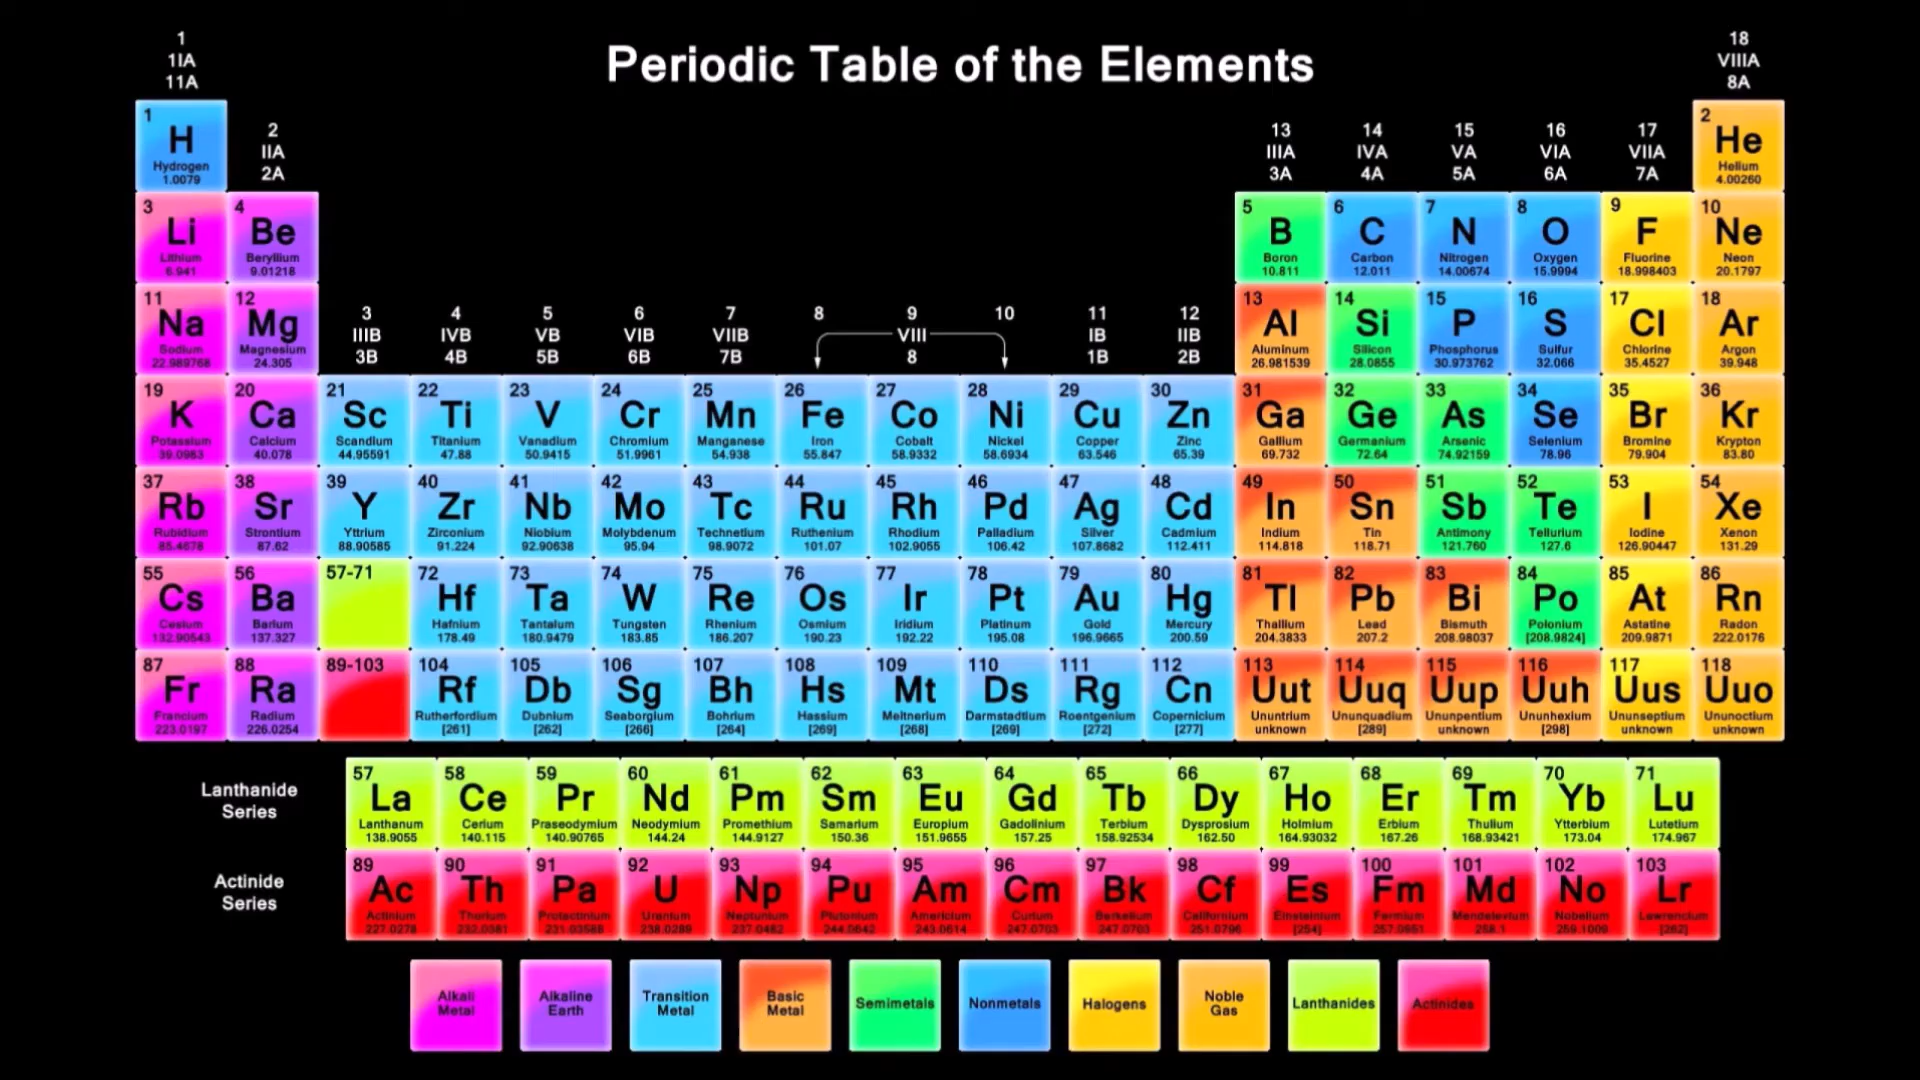 Periodic Table of the Elements
1
1IA
11A
18
VIIIA
8A
1
H
Hydrogen
1.0079
2
IIA
2A
13
IIIA
3A
14
IVA
4A
15
VA
5A
16
VIA
6A
17
VIIA
7A
2
He
Helium
4.00260
3
Li
Lithium
6.941
4
Be
Beryllium
9.01218
5
B
Boron
10.811
6
C
Carbon
12.011
7
N
Nitrogen
14.00674
8
O
Oxygen
15.9994
9
F
Fluorine
18.998403
10
Ne
Neon
20.1797
11
Na
Sodium
22.989768
12
Mg
Magnesium
24.305
3
IIIB
3B
4
IVB
4B
5
VB
5B
6
VIB
6B
7
VIIB
7B
8
9
10
VIII
8
11
IB
1B
12
IIB
2B
13
Al
Aluminum
26.981539
14
Si
Silicon
28.0855
15
P
Phosphorus
30.973762
16
S
Sulfur
32.066
17
Cl
Chlorine
35.4527
18
Ar
Argon
39.948
19
K
Potassium
39.0983
20
Ca
Calcium
40.078
21
Sc
Scandium
44.95591
22
Ti
Titanium
47.88
23
V
Vanadium
50.9415
24
Cr
Chromium
51.9961
25
Mn
Manganese
54.938
26
Fe
Iron
55.847
27
Co
Cobalt
58.9332
28
Ni
Nickel
58.6934
29
Cu
Copper
63.546
30
Zn
Zinc
65.39
31
Ga
Gallium
69.732
32
Ge
Germanium
72.64
33
As
Arsenic
74.92159
34
Se
Selenium
78.96
35
Br
Bromine
79.904
36
Kr
Krypton
83.80
37
Rb
Rubidium
85.4678
38
Sr
Strontium
87.62
39
Y
Yttrium
88.90585
40
Zr
Zirconium
91.224
41
Nb
Niobium
92.90638
42
Mo
Molybdenum
95.94
43
Tc
Technetium
98.9072
44
Ru
Ruthenium
101.07
45
Rh
Rhodium
102.9055
46
Pd
Palladium
106.42
47
Ag
Silver
107.8682
48
Cd
Cadmium
112.411
49
In
Indium
114.818
50
Sn
Tin
118.71
51
Sb
Antimony
121.760
52
Te
Tellurium
127.6
53
I
Iodine
126.90447
54
Xe
Xenon
131.29
55
Cs
Cesium
132.90543
56
Ba
Barium
137.327
57-71
72
Hf
Hafnium
178.49
73
Ta
Tantalum
180.9479
74
W
Tungsten
183.85
75
Re
Rhenium
186.207
76
Os
Osmium
190.23
77
Ir
Iridium
192.22
78
Pt
Platinum
195.08
79
Au
Gold
196.9665
80
Hg
Mercury
200.59
81
Tl
Thallium
204.3833
82
Pb
Lead
207.2
83
Bi
Bismuth
208.98037
84
Po
Polonium
[208.9824]
85
At
Astatine
209.9871
86
Rn
Radon
222.0176
87
Fr
Francium
223.0197
88
Ra
Radium
226.0254
89-103
104
Rf
Rutherfordium
[261]
105
Db
Dubnium
[262]
106
Sg
Seaborgium
[266]
107
Bh
Bohrium
[264]
108
Hs
Hassium
[269]
109
Mt
Meitnerium
[268]
110
Ds
Darmstadtium
[269]
111
Rg
Roentgenium
[272]
112
Cn
Copernicium
[277]
113
Uut
Ununtrium
unknown
114
Uuq
Ununquadium
[289]
115
Uup
Ununpentium
unknown
116
Uuh
Ununhexium
[298]
117
Uus
Ununseptium
unknown
118
Uuo
Ununoctium
unknown
Lanthanide
Series
57
La
Lanthanum
138.9055
58
Ce
Cerium
140.115
59
Pr
Praseodymium
140.90765
60
Nd
Neodymium
144.24
61
Pm
Promethium
144.9127
62
Sm
Samarium
150.36
63
Eu
Europium
151.9655
64
Gd
Gadolinium
157.25
65
Tb
Terbium
158.92534
66
Dy
Dysprosium
162.50
67
Ho
Holmium
164.93032
68
Er
Erbium
167.26
69
Tm
Thulium
168.93421
70
Yb
Ytterbium
173.04
71
Lu
Lutetium
174.967
Actinide
Series
89
Ac
Actinium
227.0278
90
Th
Thorium
232.0381
91
Pa
Protactinium
231.03588
92
U
Uranium
238.0289
93
Np
Neptunium
237.0482
94
Pu
Plutonium
244.0642
95
Am
Americium
243.0614
96
Cm
Curium
247.0703
97
Bk
Berkelium
247.0703
98
Cf
Californium
251.0796
99
Es
Einsteinium
[254]
100
Fm
Fermium
257.0951
101
Md
Mendelevium
258.1
102
No
Nobelium
259.1009
103
Lr
Lawrencium
[262]
Alkali
Metal
Alkaline
Earth
Transition
Metal
Basic
Metal
Semimetals
Nonmetals
Halogens
Noble
Gas
Lanthanides
Actinides